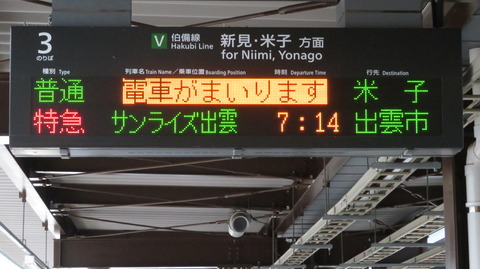 3
のりば
V 伯備線
Hakubi Line
新見・米子 方面
for Niimi, Yonago
種別 Type 列車名 Train Name／乗車位置 Boarding Position 時刻 Departure Time 行先 Destination
普通 電車がまいります 米子
特急 サンライズ出雲 7:14 出雲市